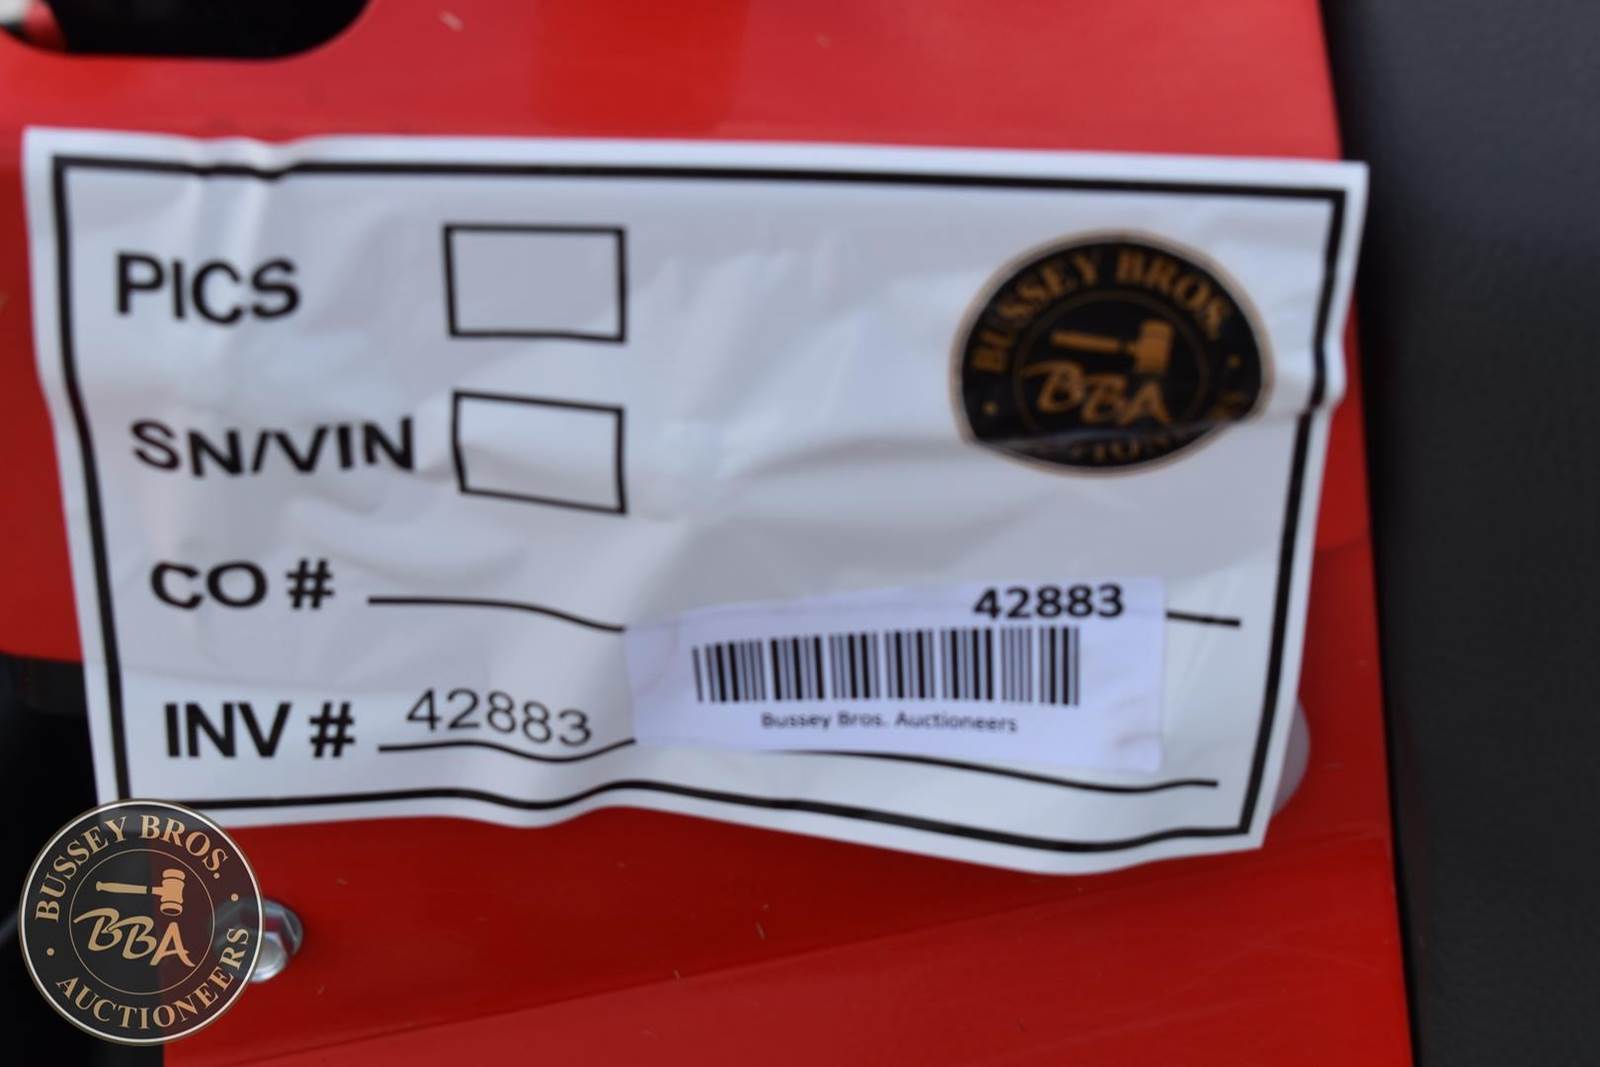 PICS
BUSSEY BROS.
BBA
SN/VIN
CO #
42883
INV # 42883
Bussey Bros. Auctioneers
BUSSEY BROS.
BBA
AUCTIONEERS